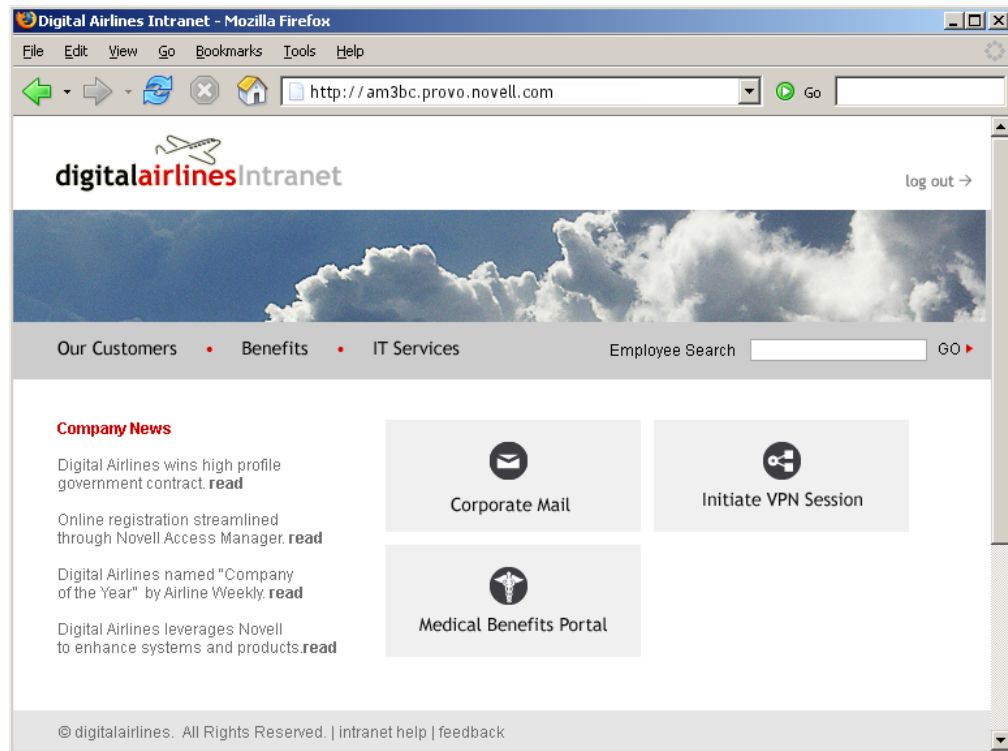 Digital Airlines Intranet - Mozilla Firefox
File Edit View Go Bookmarks Tools Help
http://am3bc.provo.novell.com Go
digitalairlinesIntranet
log out →
Our Customers • Benefits • IT Services Employee Search GO
Company News
Digital Airlines wins high profile
government contract. read
Online registration streamlined
through Novell Access Manager. read
Digital Airlines named "Company
of the Year" by Airline Weekly. read
Digital Airlines leverages Novell
to enhance systems and products.read
Corporate Mail
Initiate VPN Session
Medical Benefits Portal
© digitalairlines. All Rights Reserved. | intranet help | feedback